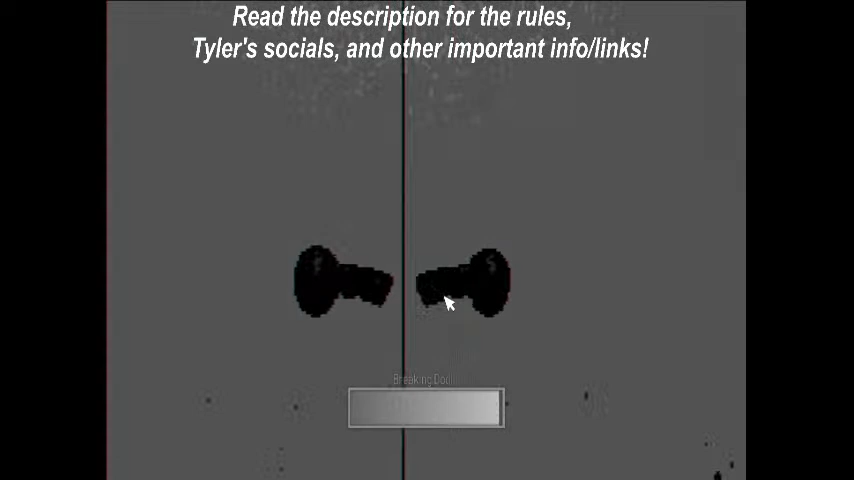 Read the description for the rules,
Tyler's socials, and other important info/links!
Breaking Door